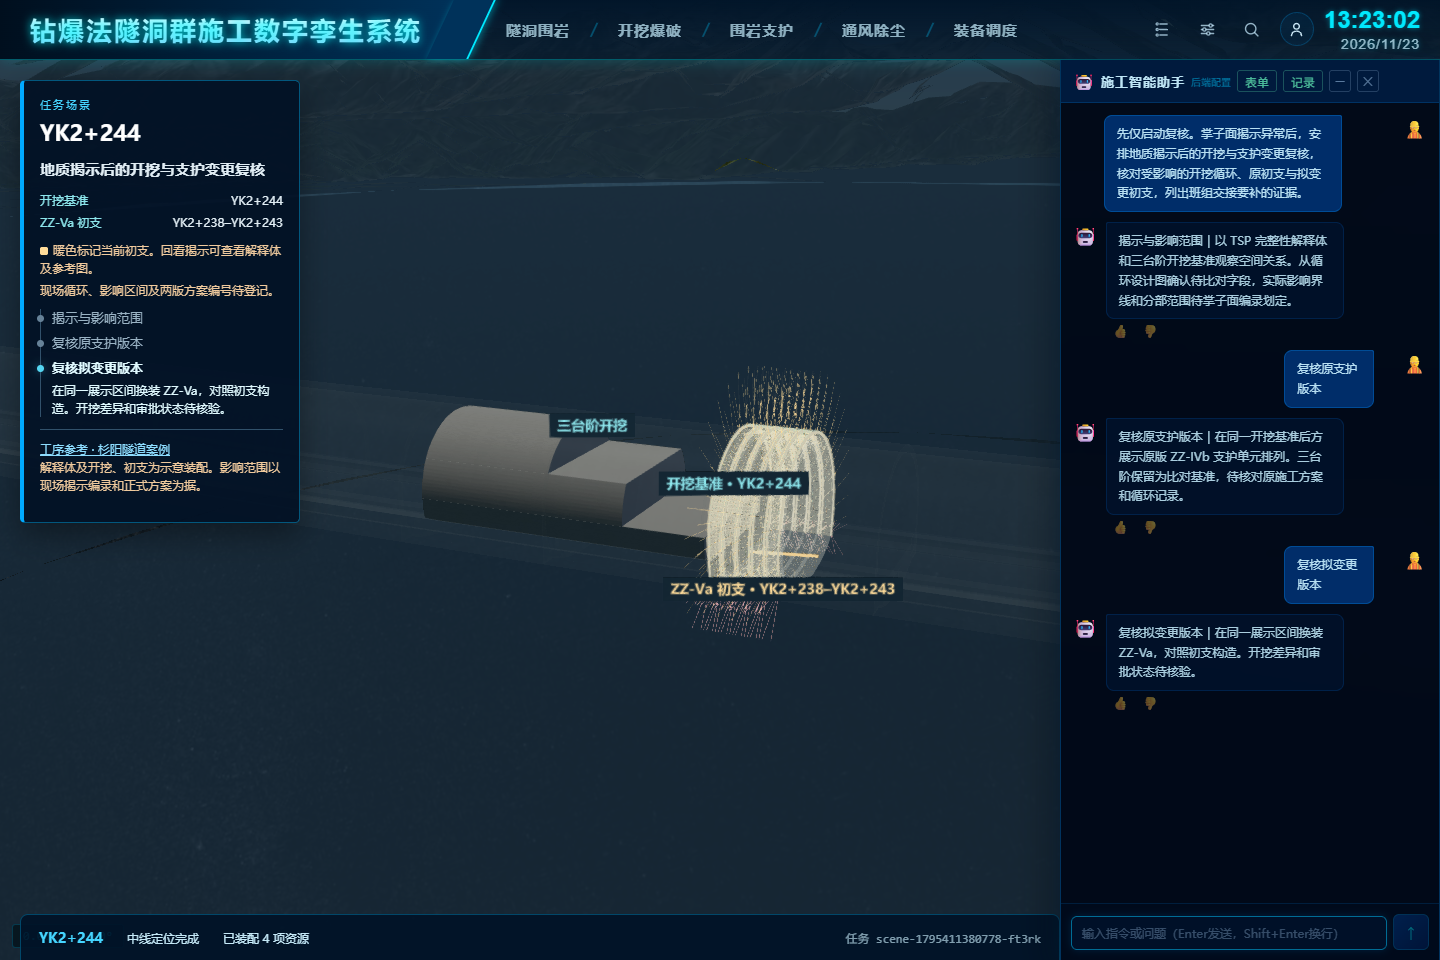 钻爆法隧洞群施工数字孪生系统
隧洞围岩 / 开挖爆破 / 围岩支护 / 通风除尘 / 装备调度
13:23:02
2026/11/23
任务场景
YK2+244
地质揭示后的开挖与支护变更复核
开挖基准 YK2+244
ZZ-Va 初支 YK2+238—YK2+243
暖色标记当前初支。回看揭示可查看解释体
及参考图。
现场循环、影响区间及两版方案编号待登记。
揭示与影响范围
复核原支护版本
复核拟变更版本
在同一展示区间换装 ZZ-Va，对照初支构
造。开挖差异和审批状态待核验。
工序参考 · 杉阳隧道案例
解释体及开挖、初支为示意装配。影响范围以
现场揭示编录和正式方案为据。
三台阶开挖
开挖基准 • YK2+244
ZZ-Va 初支 • YK2+238—YK2+243
施工智能助手 后端配置 表单 记录
先仅启动复核。掌子面揭示异常后，安
排地质揭示后的开挖与支护变更复核，
核对受影响的开挖循环、原初支与拟变
更初支，列出班组交接要补的证据。
揭示与影响范围 | 以 TSP 完整性解释体
和三台阶开挖基准观察空间关系。从循
环设计图确认待比对字段，实际影响界
线和分部范围待掌子面编录划定。
复核原支护
版本
复核原支护版本 | 在同一开挖基准后方
展示原版 ZZ-IVb 支护单元排列。三台
阶保留为比对基准，待核对原施工方案
和循环记录。
复核拟变更
版本
复核拟变更版本 | 在同一展示区间换装
ZZ-Va，对照初支构造。开挖差异和审
批状态待核验。
输入指令或问题（Enter发送，Shift+Enter换行）
YK2+244 中线定位完成 已装配 4 项资源
任务 scene-1795411380778-ft3rk